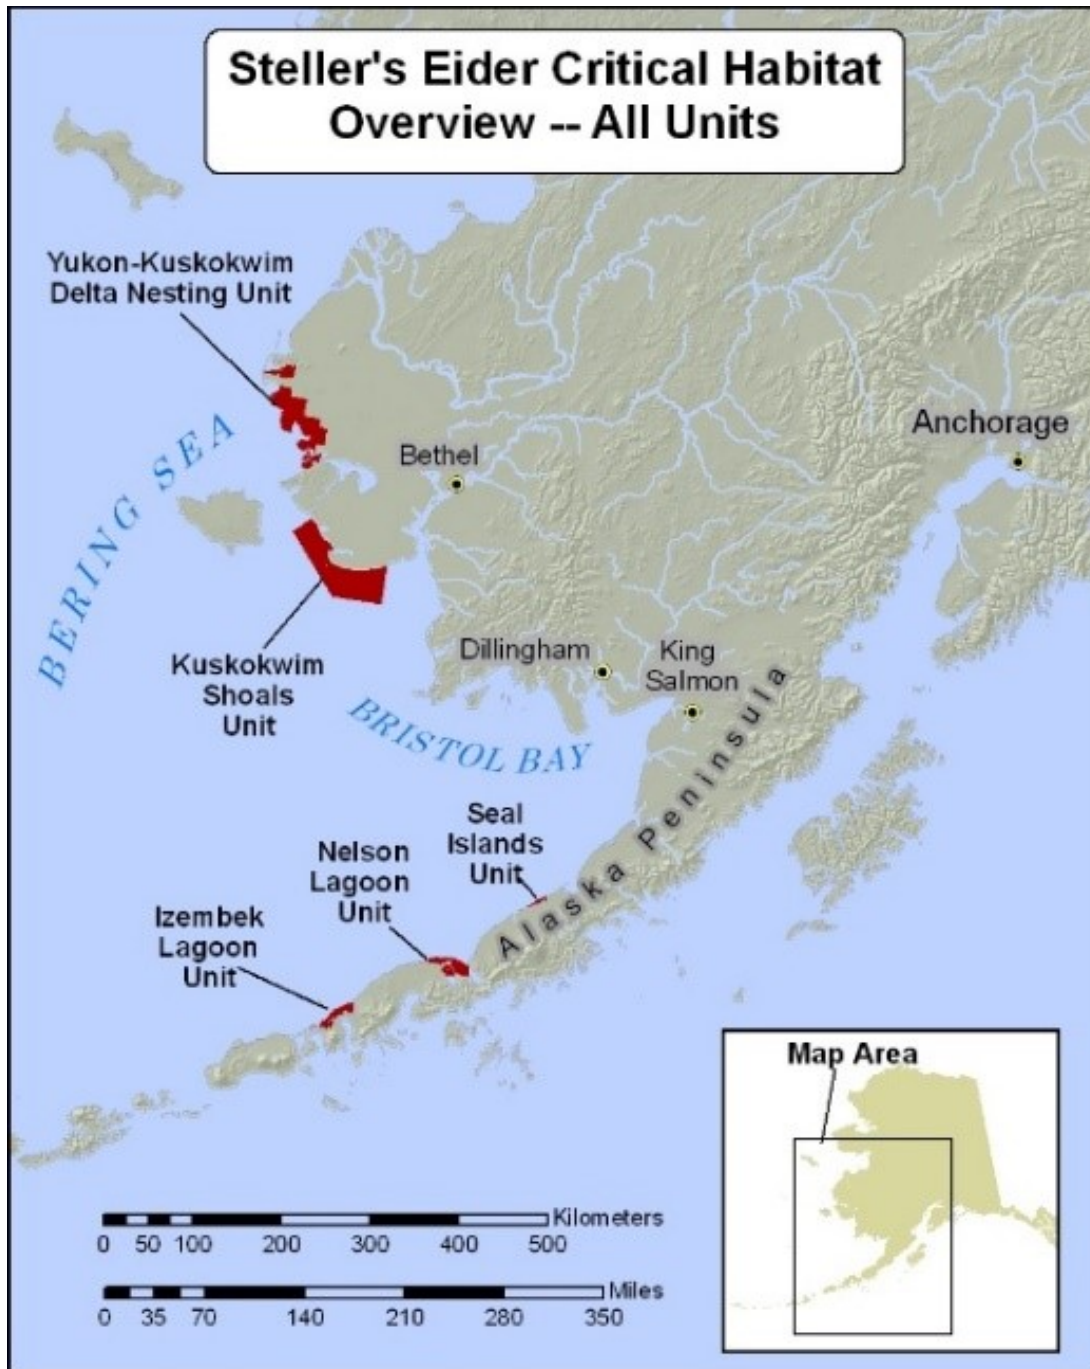 Steller's Eider Critical Habitat
Overview -- All Units
Yukon-Kuskokwim
Delta Nesting Unit
Anchorage
Bethel
BERING SEA
Kuskokwim
Shoals
Unit
Dillingham
King
Salmon
BRISTOL BAY
Alaska Peninsula
Seal
Islands
Unit
Nelson
Lagoon
Unit
Izembek
Lagoon
Unit
Map Area
Kilometers
0 50 100 200 300 400 500
Miles
0 35 70 140 210 280 350